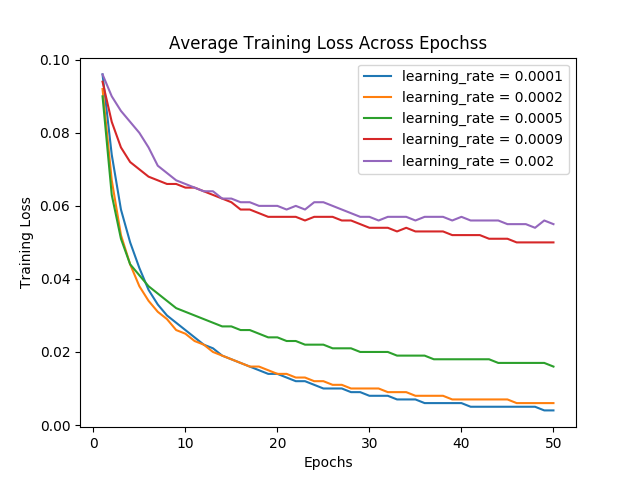 Average Training Loss Across Epochss
0.10
0.08
0.06
0.04
0.02
0.00
Training Loss
learning_rate = 0.0001
learning_rate = 0.0002
learning_rate = 0.0005
learning_rate = 0.0009
learning_rate = 0.002
0 10 20 30 40 50
Epochs